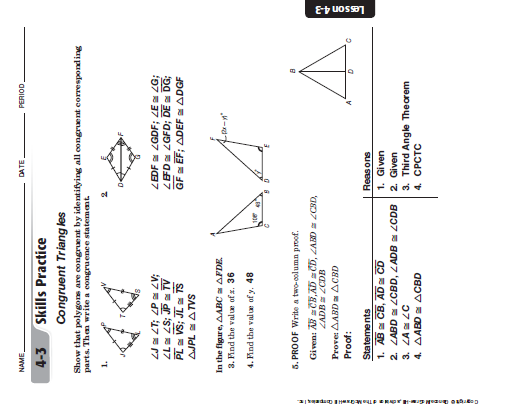 NAME DATE PERIOD
4-3 Skills Practice
Congruent Triangles
Show that polygons are congruent by identifying all congruent corresponding
parts. Then write a congruence statement.
1.
P
V
J
L
T
S
2.
E
D
F
G
∠J ≅ ∠T; ∠P ≅ ∠V;
∠L ≅ ∠S; JP ≅ TV
PL ≅ VS; JL ≅ TS
△JPL ≅ △TVS
∠EDF ≅ ∠GDF; ∠E ≅ ∠G;
∠EFD ≅ ∠GFD; DE ≅ DG;
GF ≅ EF; △DEF ≅ △DGF
In the figure, △ABC ≅ △FDE.
3. Find the value of x. 36
4. Find the value of y. 48
A
108°
48°
B
C
D
F
E
y°
(2x − y)°
5. PROOF Write a two-column proof.
Given: AB ≅ CB, AD ≅ CD, ∠ABD ≅ ∠CBD,
∠ADB ≅ ∠CDB
Prove: △ABD ≅ △CBD
B
A
D
C
Proof:
Statements Reasons
1. AB ≅ CB, AD ≅ CD 1. Given
2. ∠ABD ≅ ∠CBD, ∠ADB ≅ ∠CDB 2. Given
3. ∠A ≅ ∠C 3. Third Angle Theorem
4. △ABD ≅ △CBD 4. CPCTC
Lesson 4-3